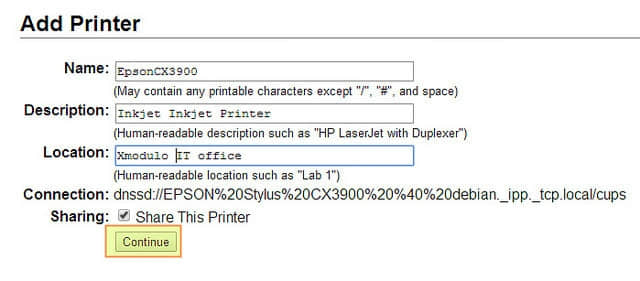 Add Printer
Name: EpsonCX3900
(May contain any printable characters except "/", "#", and space)
Description: Inkjet Inkjet Printer
(Human-readable description such as "HP LaserJet with Duplexer")
Location: Xmodulo IT office
(Human-readable location such as "Lab 1")
Connection: dnssd://EPSON%20Stylus%20CX3900%20%40%20debian._ipp._tcp.local/cups
Sharing: Share This Printer
Continue